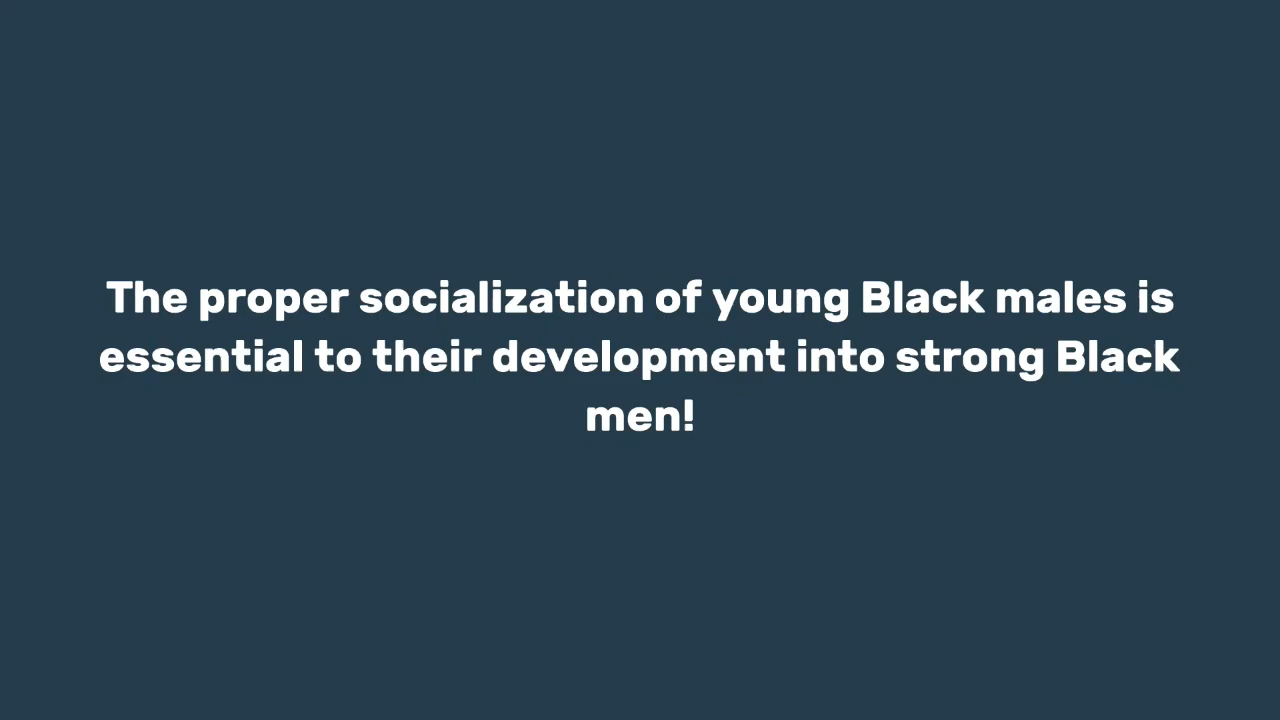 The proper socialization of young Black males is
essential to their development into strong Black
men!